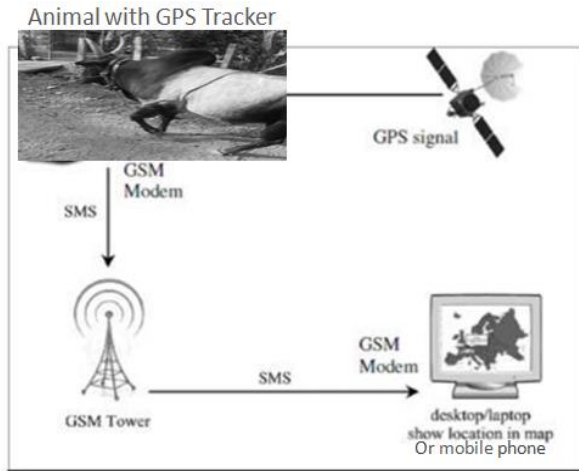 Animal with GPS Tracker
GPS signal
GSM
Modem
SMS
GSM
Modem
SMS
GSM Tower
desktop/laptop
show location in map
Or mobile phone